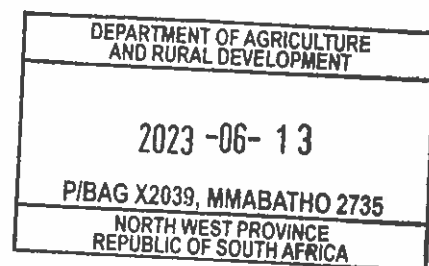 DEPARTMENT OF AGRICULTURE
AND RURAL DEVELOPMENT
2023 -06- 13
P/BAG X2039, MMABATHO 2735
NORTH WEST PROVINCE
REPUBLIC OF SOUTH AFRICA